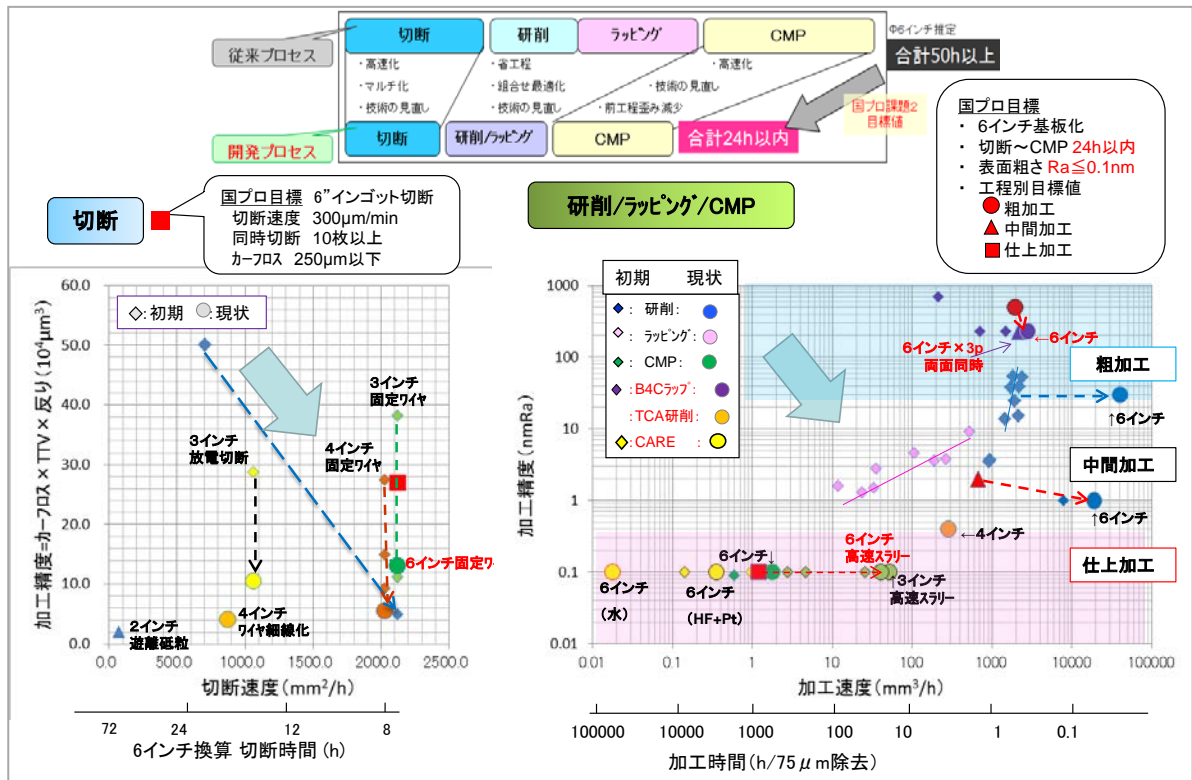 従来プロセス
切断
研削
ラッピング
CMP
Φ6インチ推定
合計50h以上
・高速化
・マルチ化
・技術の見直し
・省工程
・組合せ最適化
・技術の見直し
・技術の見直し
・前工程歪み減少
・高速化
国プロ課題2
目標値
開発プロセス
切断
研削/ラッピング
CMP
合計24h以内
国プロ目標
・ 6インチ基板化
・ 切断～CMP 24h以内
・ 表面粗さ Ra≦0.1nm
・ 工程別目標値
粗加工
中間加工
仕上加工
切断
国プロ目標 6”インゴット切断
切断速度 300μm/min
同時切断 10枚以上
カーフロス 250μm以下
研削/ラッピング/CMP
加工精度=カーフロス×TTV×反り(10⁴μm³)
60.0
50.0
40.0
30.0
20.0
10.0
0.0
◇:初期 ○:現状
3インチ
固定ワイヤ
3インチ
放電切断
4インチ
固定ワイヤ
6インチ固定ワ
2インチ
遊離砥粒
4インチ
ワイヤ細線化
0.0
5000.0
10000.0
15000.0
20000.0
25000.0
切断速度(mm²/h)
72
24
12
8
6インチ換算 切断時間 (h)
加工精度(nmRa)
1000
100
10
1
0.1
0.01
初期 現状
: 研削:
: ラッピング:
: CMP:
: B4Cラップ:
TCA研削:
: CARE :
6インチ×3p
両面同時
←6インチ
粗加工
↑6インチ
中間加工
↑6インチ
←4インチ
仕上加工
6インチ
高速スラリー
6インチ↓
3インチ
高速スラリー
6インチ
(水)
6インチ
(HF+Pt)
0.01
0.1
1
10
100
1000
10000
100000
加工速度(mm³/h)
100000
10000
1000
100
10
1
0.1
加工時間(h/75μm除去)